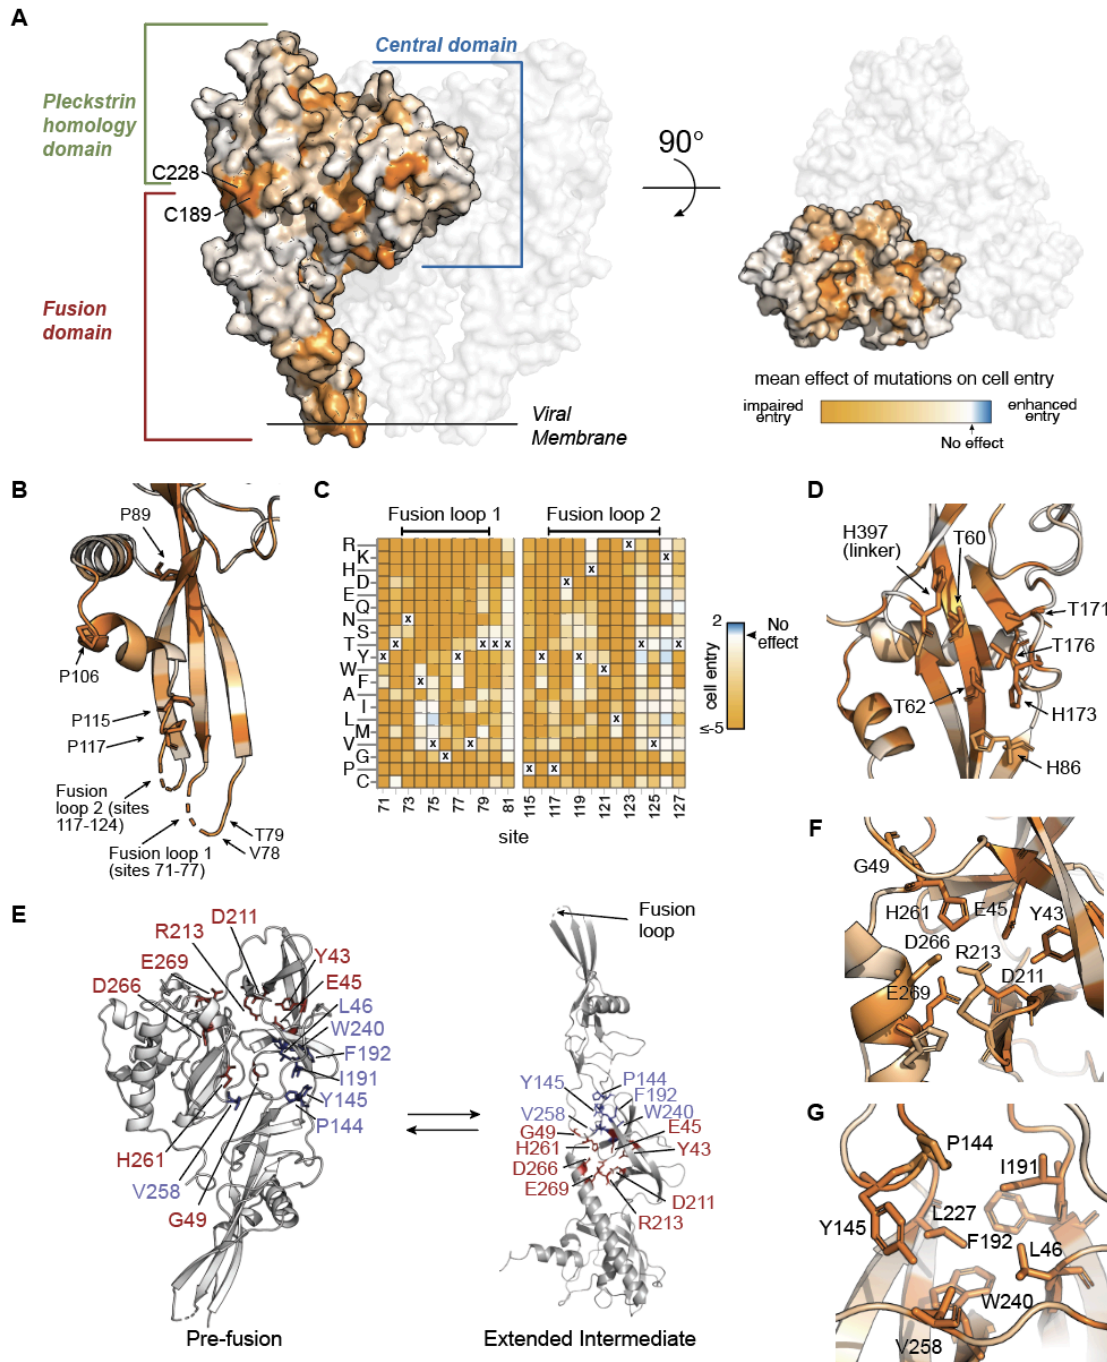 A
Pleckstrin
homology
domain
Central domain
C228
C189
Fusion
domain
Viral
Membrane
90°
mean effect of mutations on cell entry
impaired
entry
enhanced
entry
No effect
B
P89
P106
P115
P117
Fusion
loop 2 (sites
117-124)
Fusion loop 1
(sites 71-77)
T79
V78
C
Fusion loop 1
Fusion loop 2
R
K
H
D
E
Q
N
S
T
Y
W
F
A
I
L
M
V
G
P
C
71
73
75
77
79
81
115
117
119
121
123
125
127
site
2
No
effect
cell entry
≤-5
D
H397
(linker)
T60
T171
T176
T62
H173
H86
E
D211
R213
E269
D266
Y43
E45
L46
W240
F192
I191
Y145
P144
H261
V258
G49
Pre-fusion
Fusion
loop
Y145
P144
F192
V258
W240
G49
E45
H261
Y43
D266
E269
D211
R213
Extended Intermediate
F
G49
H261
E45
Y43
D266
R213
D211
E269
G
P144
I191
L227
Y145
F192
L46
W240
V258